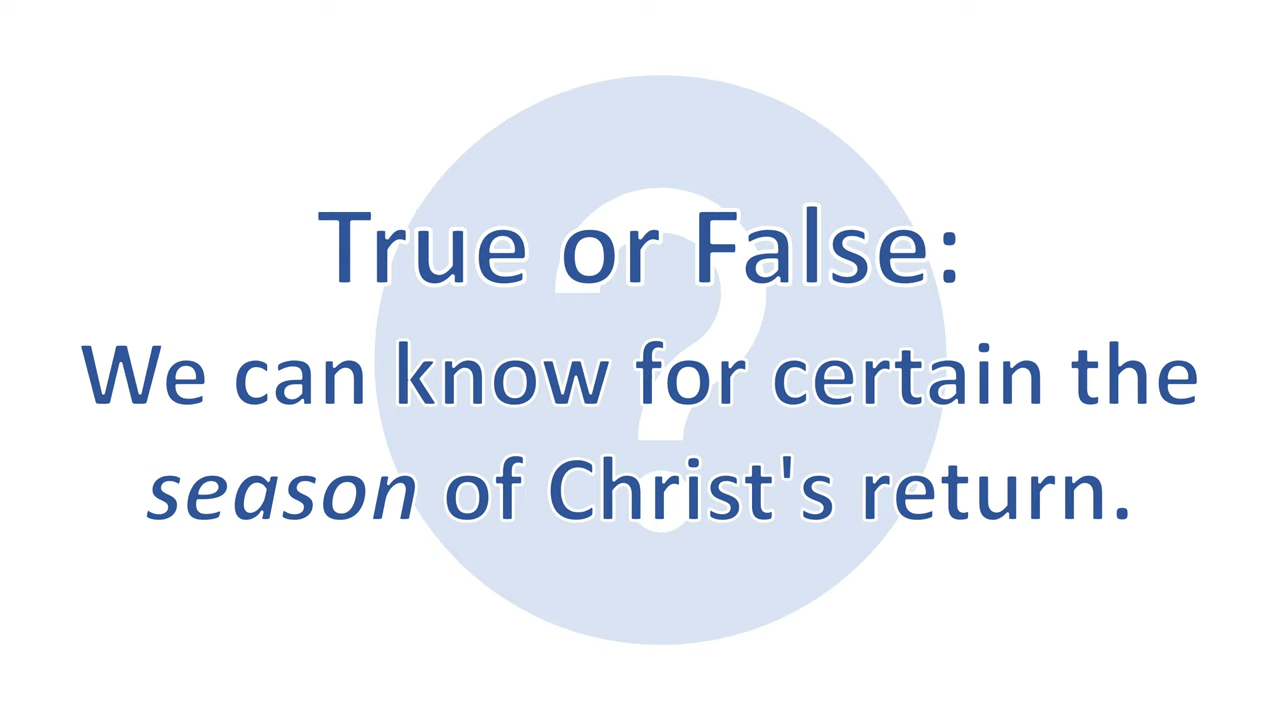 True or False:
We can know for certain the
season of Christ's return.